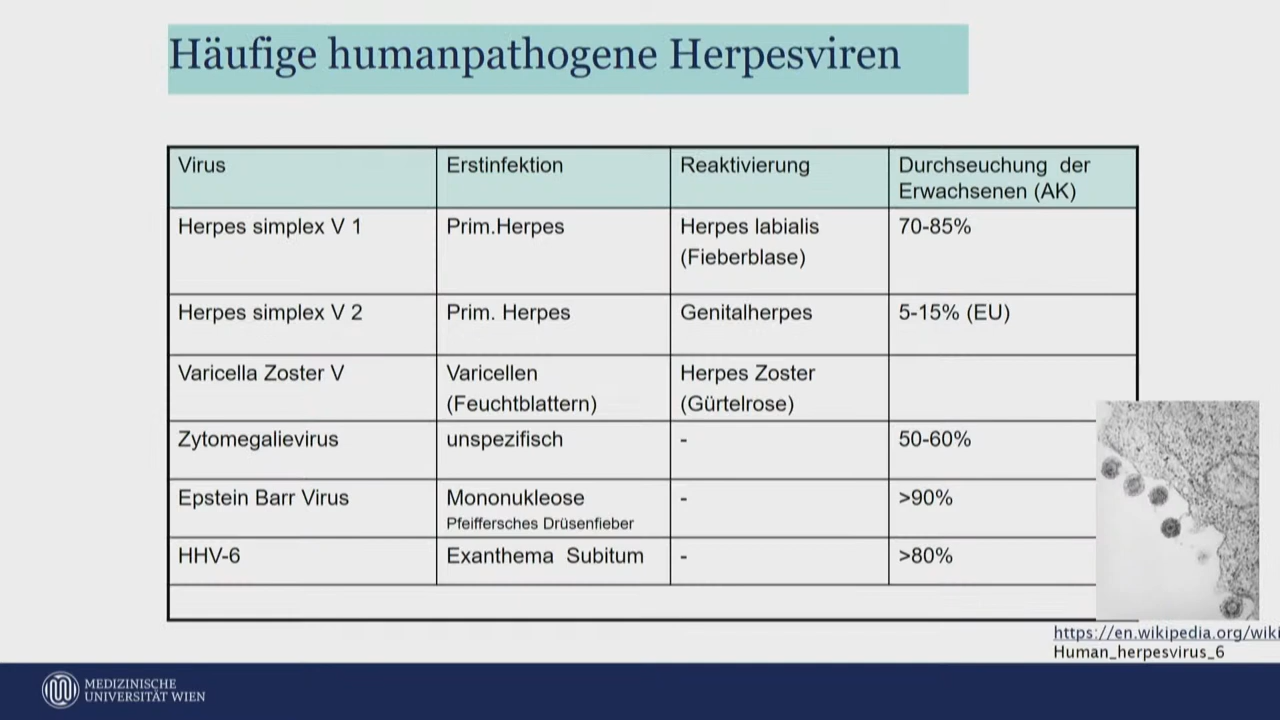 Häufige humanpathogene Herpesviren
Virus
Erstinfektion
Reaktivierung
Durchseuchung der
Erwachsenen (AK)
Herpes simplex V 1
Prim.Herpes
Herpes labialis
(Fieberblase)
70-85%
Herpes simplex V 2
Prim. Herpes
Genitalherpes
5-15% (EU)
Varicella Zoster V
Varicellen
(Feuchtblattern)
Herpes Zoster
(Gürtelrose)
Zytomegalievirus
unspezifisch
-
50-60%
Epstein Barr Virus
Mononukleose
Pfeiffersches Drüsenfieber
-
>90%
HHV-6
Exanthema Subitum
-
>80%
https://en.wikipedia.org/wiki
Human_herpesvirus_6
MEDIZINISCHE
UNIVERSITÄT WIEN